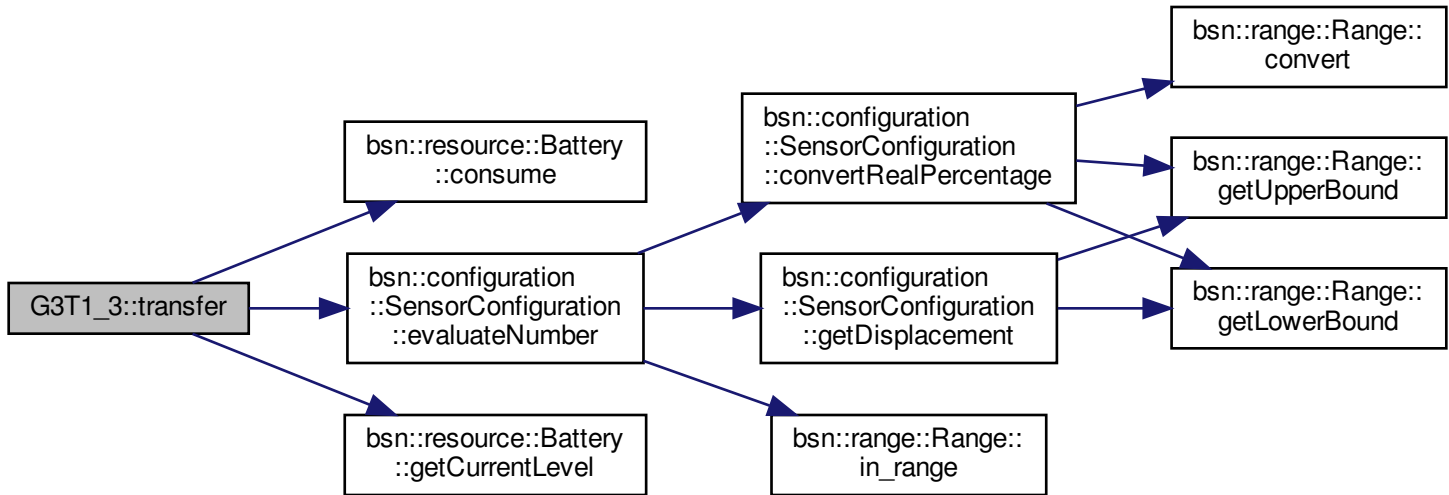 G3T1_3::transfer
bsn::resource::Battery
::consume
bsn::configuration
::SensorConfiguration
::evaluateNumber
bsn::resource::Battery
::getCurrentLevel
bsn::configuration
::SensorConfiguration
::convertRealPercentage
bsn::configuration
::SensorConfiguration
::getDisplacement
bsn::range::Range::
in_range
bsn::range::Range::
convert
bsn::range::Range::
getUpperBound
bsn::range::Range::
getLowerBound